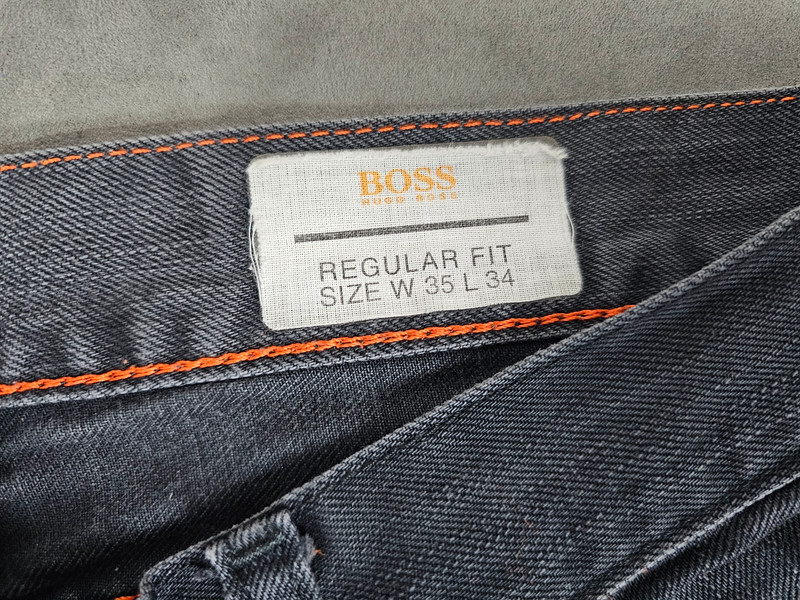 BOSS
HUGO BOSS
REGULAR FIT
SIZE W 35 L 34